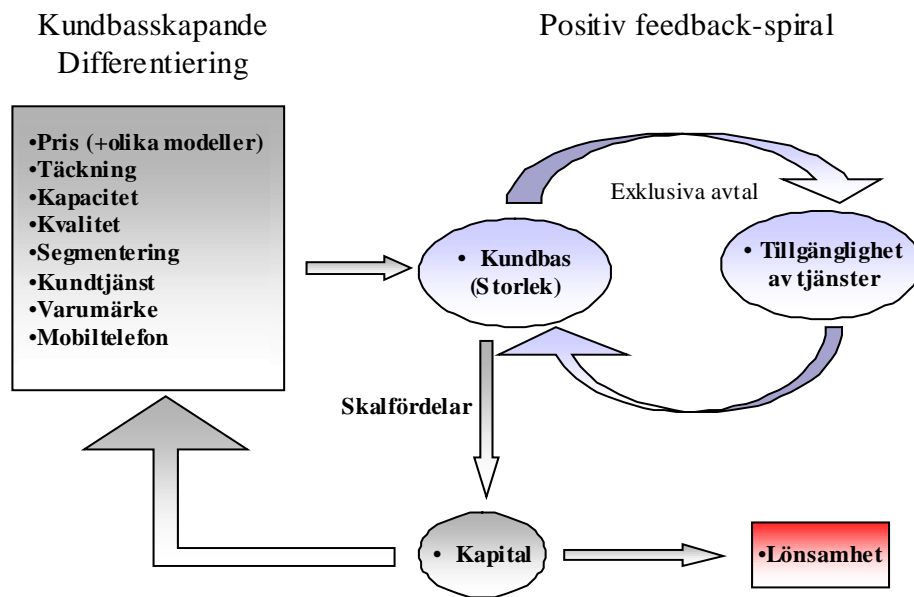 Kundbasskapande
Differentiering
Positiv feedback-spiral
•Pris (+olika modeller)
•Täckning
•Kapacitet
•Kvalitet
•Segmentering
•Kundtjänst
•Varumärke
•Mobiltelefon
Exklusiva avtal
• Kundbas
(Storlek)
• Tillgänglighet
av tjänster
Skalfördelar
• Kapital
•Lönsamhet